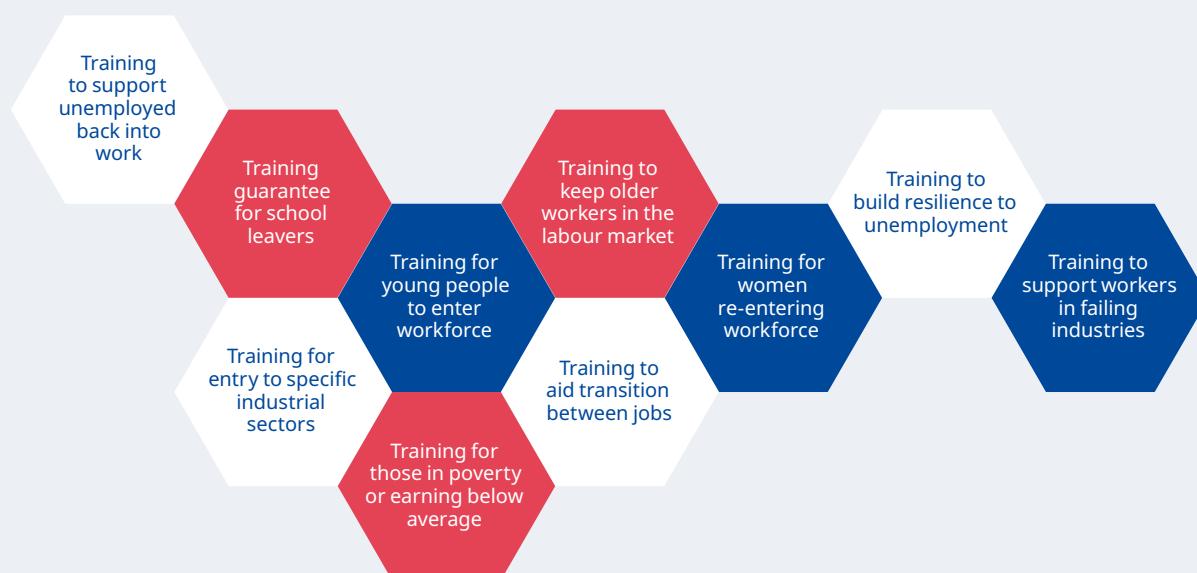 Training
to support
unemployed
back into
work
Training
guarantee
for school
leavers
Training for
young people
to enter
workforce
Training for
entry to specific
industrial
sectors
Training for
those in poverty
or earning below
average
Training to
keep older
workers in the
labour market
Training to
aid transition
between jobs
Training for
women
re-entering
workforce
Training to
build resilience to
unemployment
Training to
support workers
in failing
industries